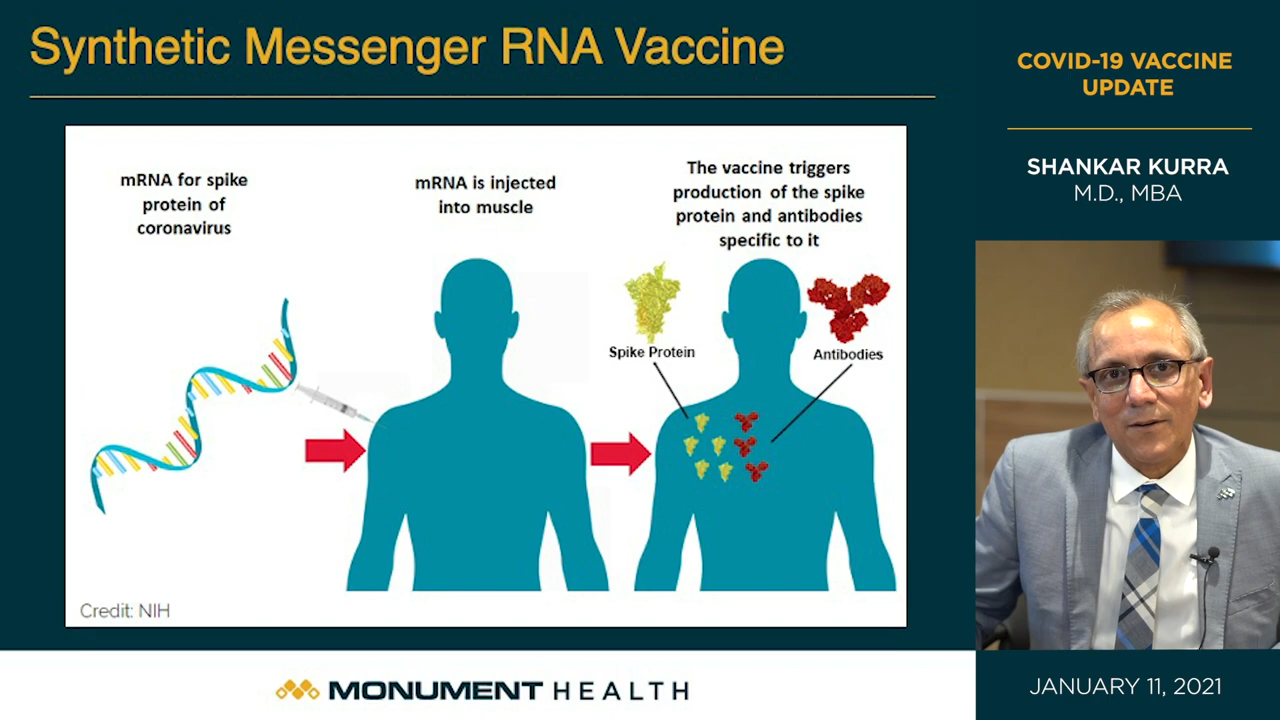 Synthetic Messenger RNA Vaccine
mRNA for spike
protein of
coronavirus
mRNA is injected
into muscle
The vaccine triggers
production of the spike
protein and antibodies
specific to it
Spike Protein
Antibodies
Credit: NIH
MONUMENT HEALTH
COVID-19 VACCINE
UPDATE
SHANKAR KURRA
M.D., MBA
JANUARY 11, 2021